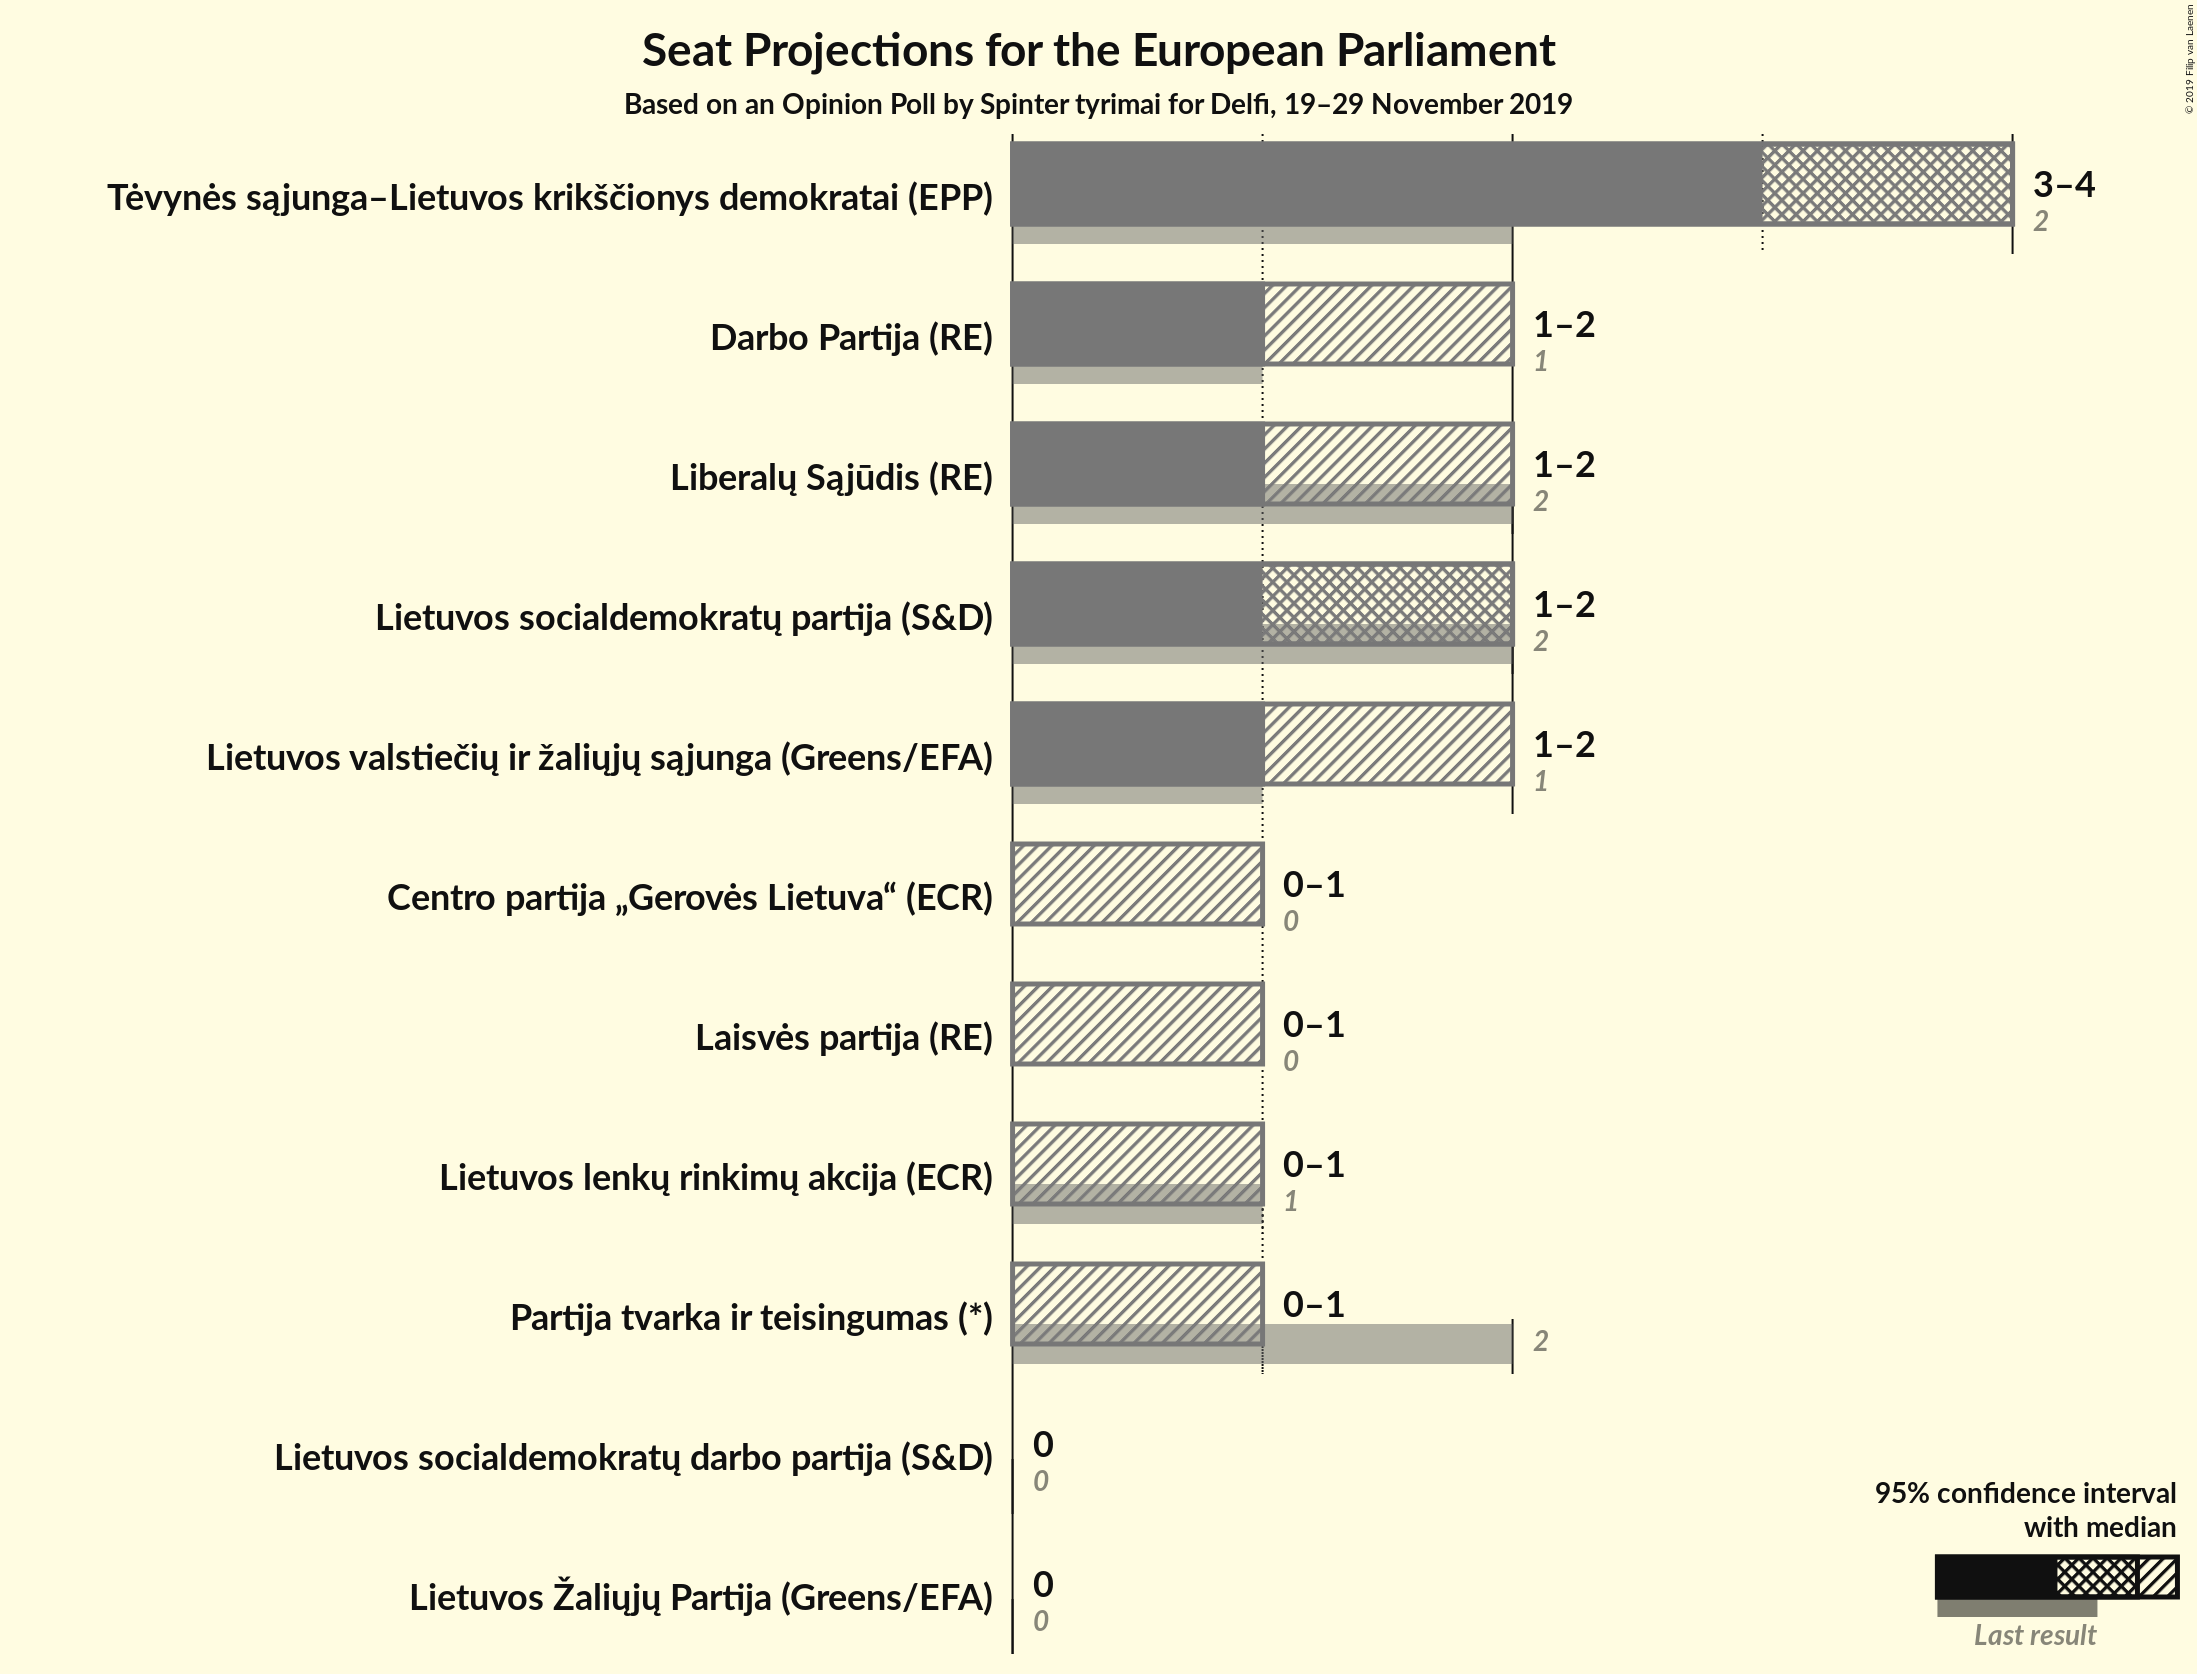 Seat Projections for the European Parliament
Based on an Opinion Poll by Spinter tyrimai for Delfi, 19–29 November 2019
© 2019 Filip van Laenen
Tėvynės sąjunga–Lietuvos krikščionys demokratai (EPP)
3–4
2
Darbo Partija (RE)
1–2
1
Liberalų Sąjūdis (RE)
1–2
2
Lietuvos socialdemokratų partija (S&D)
1–2
2
Lietuvos valstiečių ir žaliųjų sąjunga (Greens/EFA)
1–2
1
Centro partija „Gerovės Lietuva“ (ECR)
0–1
0
Laisvės partija (RE)
0–1
0
Lietuvos lenkų rinkimų akcija (ECR)
0–1
1
Partija tvarka ir teisingumas (*)
0–1
2
Lietuvos socialdemokratų darbo partija (S&D)
0
0
Lietuvos Žaliųjų Partija (Greens/EFA)
0
0
95% confidence interval
with median
Last result